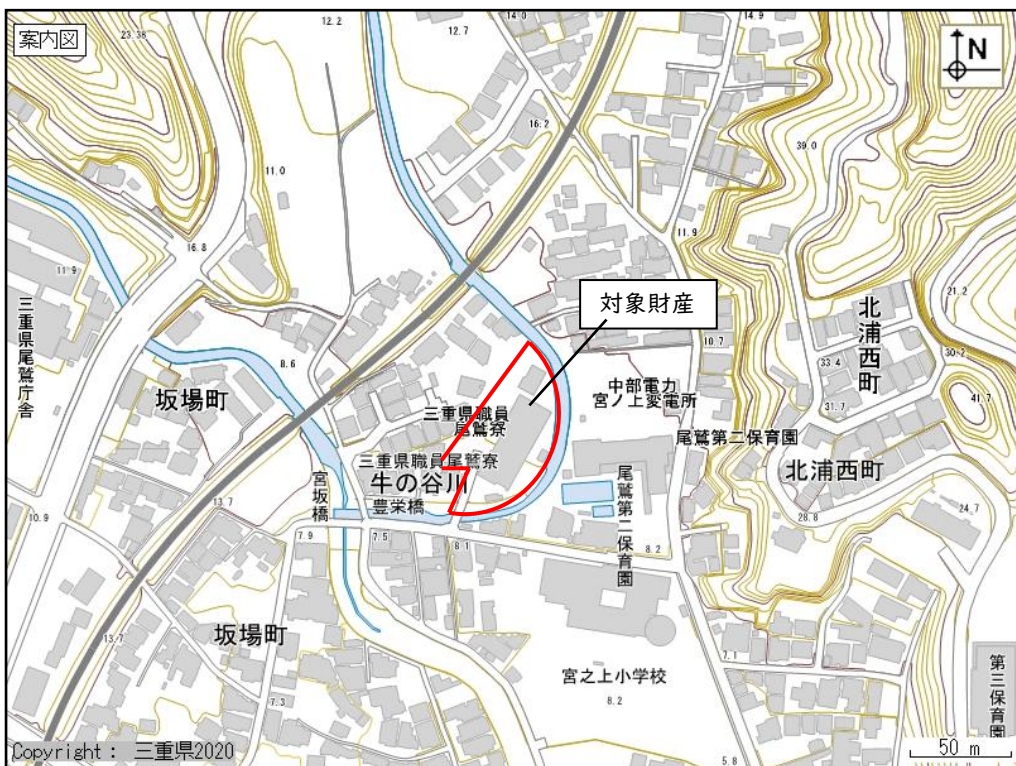 案内図
N
23.38
12.2
12.7
14.0
14.9
16.2
39.0
11.0
11.9
16.8
11.9
21.2
対象財産
北浦西町
10.7
33.4
30.2
三重県尾鷲庁舎
8.6
中部電力
宮ノ上変電所
31.7
41.7
坂場町
三重県職員
尾鷲寮
尾鷲第二保育園
三重県職員尾鷲寮
北浦西町
牛の谷川
宮坂橋
豊栄橋
尾鷲第二保育園
13.7
24.7
10.9
28.8
7.9
7.5
8.1
8.2
坂場町
13.7
7.1
宮之上小学校
第三保育園
7.3
8.2
Copyright : 三重県2020
5.8
50 m